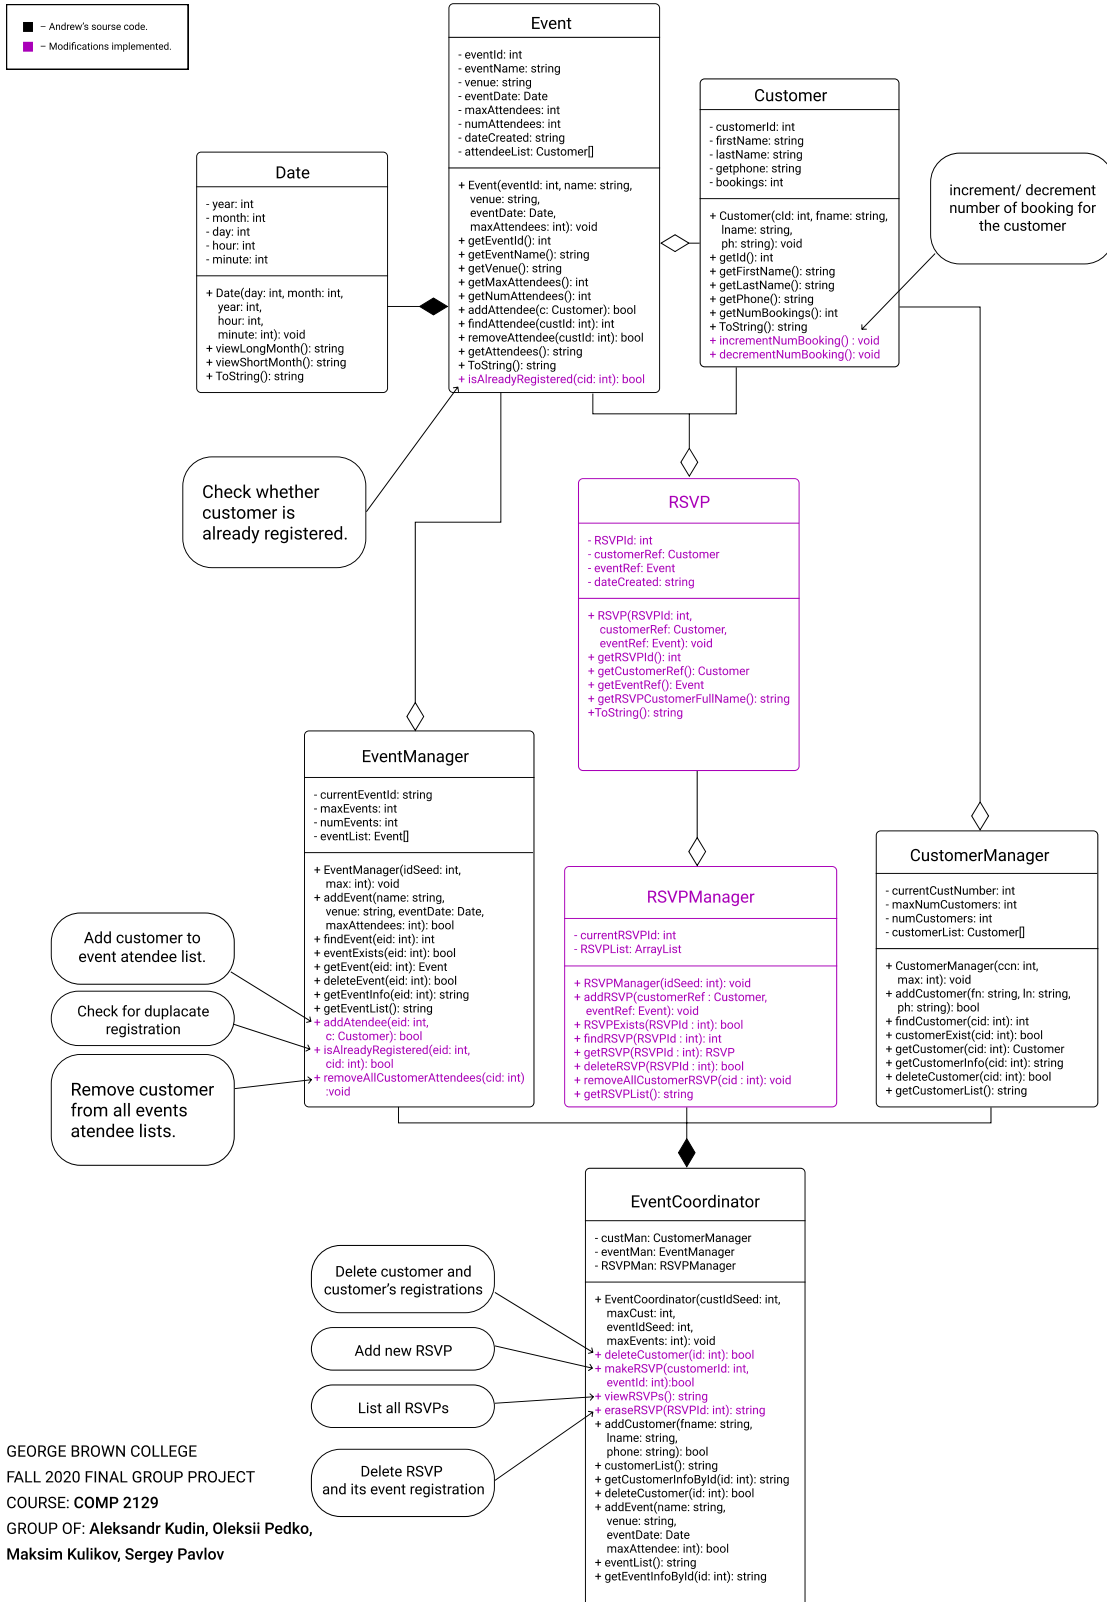 – Andrew's sourse code.
– Modifications implemented.
Event
- eventId: int
- eventName: string
- venue: string
- eventDate: Date
- maxAttendees: int
- numAttendees: int
- dateCreated: string
- attendeeList: Customer[]
+ Event(eventId: int, name: string,
venue: string,
eventDate: Date,
maxAttendees: int): void
+ getEventId(): int
+ getEventName(): string
+ getVenue(): string
+ getMaxAttendees(): int
+ getNumAttendees(): int
+ addAttendee(c: Customer): bool
+ findAttendee(custId: int): int
+ removeAttendee(custId: int): bool
+ getAttendees(): string
+ ToString(): string
+ isAlreadyRegistered(cid: int): bool
Customer
- customerId: int
- firstName: string
- lastName: string
- getphone: string
- bookings: int
+ Customer(cId: int, fname: string,
lname: string,
ph: string): void
+ getId(): int
+ getFirstName(): string
+ getLastName(): string
+ getPhone(): string
+ getNumBookings(): int
+ ToString(): string
+ incrementNumBooking() : void
+ decrementNumBooking(): void
increment/ decrement
number of booking for
the customer
Date
- year: int
- month: int
- day: int
- hour: int
- minute: int
+ Date(day: int, month: int,
year: int,
hour: int,
minute: int): void
+ viewLongMonth(): string
+ viewShortMonth(): string
+ ToString(): string
Check whether
customer is
already registered.
RSVP
- RSVPId: int
- customerRef: Customer
- eventRef: Event
- dateCreated: string
+ RSVP(RSVPId: int,
customerRef: Customer,
eventRef: Event): void
+ getRSVPId(): int
+ getCustomerRef(): Customer
+ getEventRef(): Event
+ getRSVPCustomerFullName(): string
+ToString(): string
EventManager
- currentEventId: string
- maxEvents: int
- numEvents: int
- eventList: Event[]
+ EventManager(idSeed: int,
max: int): void
+ addEvent(name: string,
venue: string, eventDate: Date,
maxAttendees: int): bool
+ findEvent(eid: int): int
+ eventExists(eid: int): bool
+ getEvent(eid: int): Event
+ deleteEvent(eid: int): bool
+ getEventInfo(eid: int): string
+ getEventList(): string
+ addAtendee(eid: int,
c: Customer): bool
+ isAlreadyRegistered(eid: int,
cid: int): bool
+ removeAllCustomerAttendees(cid: int)
:void
Add customer to
event atendee list.
Check for duplacate
registration
Remove customer
from all events
atendee lists.
RSVPManager
- currentRSVPId: int
- RSVPList: ArrayList
+ RSVPManager(idSeed: int): void
+ addRSVP(customerRef : Customer,
eventRef: Event): void
+ RSVPExists(RSVPId : int): bool
+ findRSVP(RSVPId : int): int
+ getRSVP(RSVPId : int): RSVP
+ deleteRSVP(RSVPId : int): bool
+ removeAllCustomerRSVP(cid : int): void
+ getRSVPList(): string
CustomerManager
- currentCustNumber: int
- maxNumCustomers: int
- numCustomers: int
- customerList: Customer[]
+ CustomerManager(ccn: int,
max: int): void
+ addCustomer(fn: string, ln: string,
ph: string): bool
+ findCustomer(cid: int): int
+ customerExist(cid: int): bool
+ getCustomer(cid: int): Customer
+ getCustomerInfo(cid: int): string
+ deleteCustomer(cid: int): bool
+ getCustomerList(): string
EventCoordinator
- custMan: CustomerManager
- eventMan: EventManager
- RSVPMan: RSVPManager
+ EventCoordinator(custIdSeed: int,
maxCust: int,
eventIdSeed: int,
maxEvents: int): void
+ deleteCustomer(id: int): bool
+ makeRSVP(customerId: int,
eventId: int):bool
+ viewRSVPs(): string
+ eraseRSVP(RSVPId: int): string
+ addCustomer(fname: string,
lname: string,
phone: string): bool
+ customerList(): string
+ getCustomerInfoById(id: int): string
+ deleteCustomer(id: int): bool
+ addEvent(name: string,
venue: string,
eventDate: Date
maxAttendee: int): bool
+ eventList(): string
+ getEventInfoById(id: int): string
Delete customer and
customer's registrations
Add new RSVP
List all RSVPs
Delete RSVP
and its event registration
GEORGE BROWN COLLEGE
FALL 2020 FINAL GROUP PROJECT
COURSE: COMP 2129
GROUP OF: Aleksandr Kudin, Oleksii Pedko,
Maksim Kulikov, Sergey Pavlov